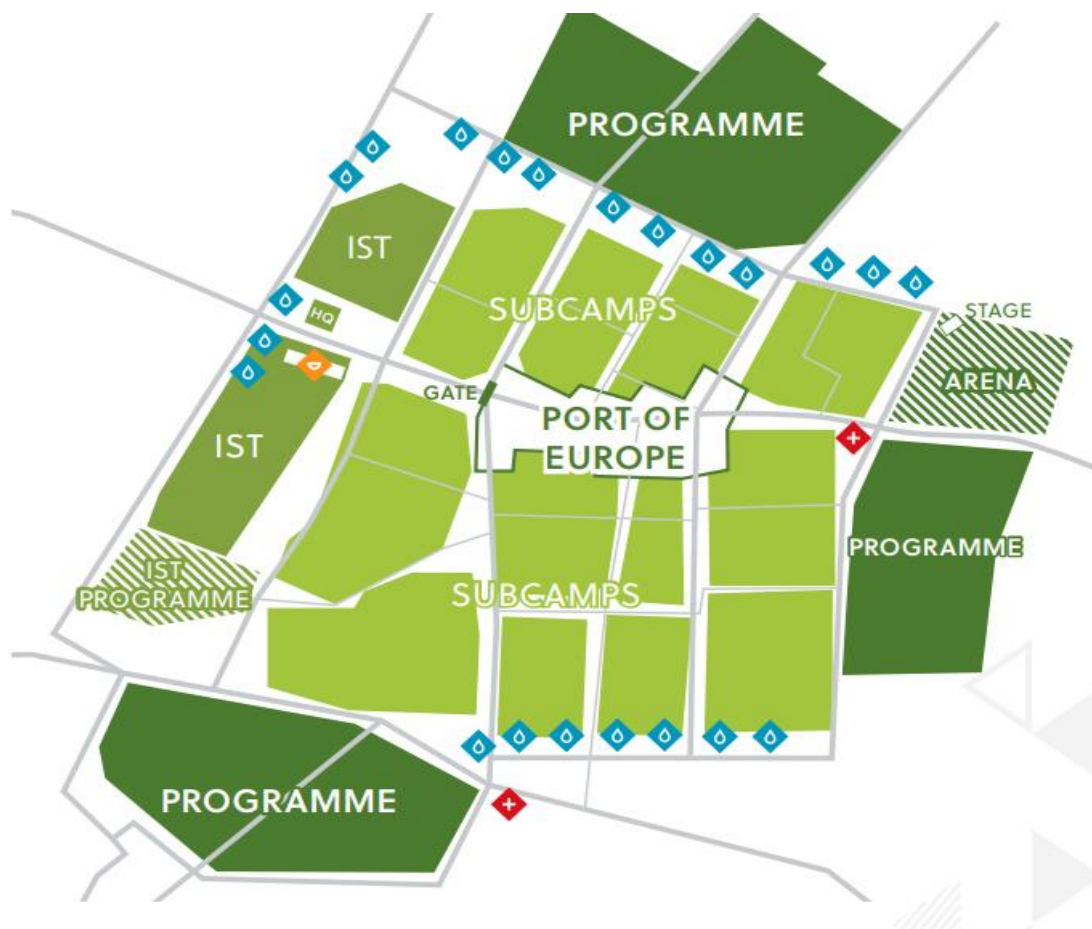 PROGRAMME
IST
SUBCAMPS
HQ
STAGE
ARENA
GATE
PORT OF
EUROPE
IST
PROGRAMME
IST
PROGRAMME
SUBCAMPS
PROGRAMME